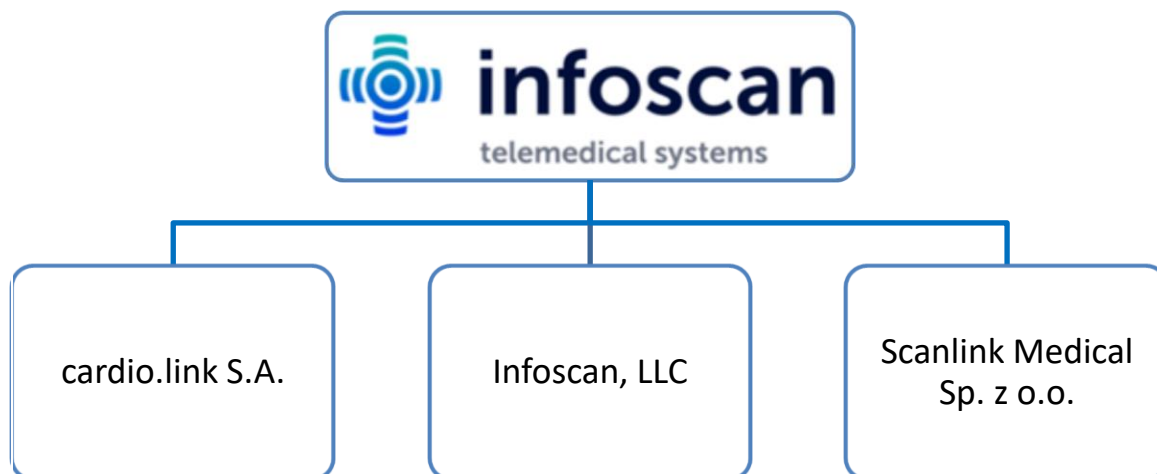 infoscan
telemedical systems
cardio.link S.A.
Infoscan, LLC
Scanlink Medical
Sp. z o.o.